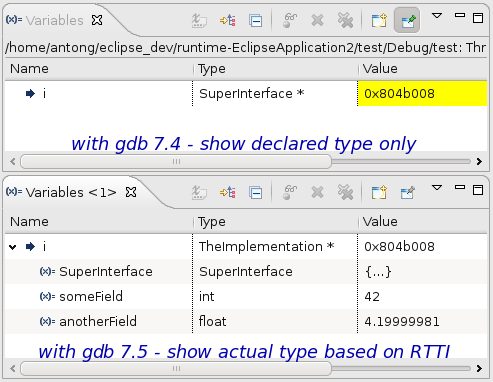 (x)= Variables
/home/antong/eclipse_dev/runtime-EclipseApplication2/test/Debug/test: Thr
Name Type Value
i SuperInterface * 0x804b008
with gdb 7.4 - show declared type only
(x)= Variables <1>
Name Type Value
i TheImplementation * 0x804b008
(x)= SuperInterface SuperInterface {...}
(x)= someField int 42
(x)= anotherField float 4.19999981
with gdb 7.5 - show actual type based on RTTI